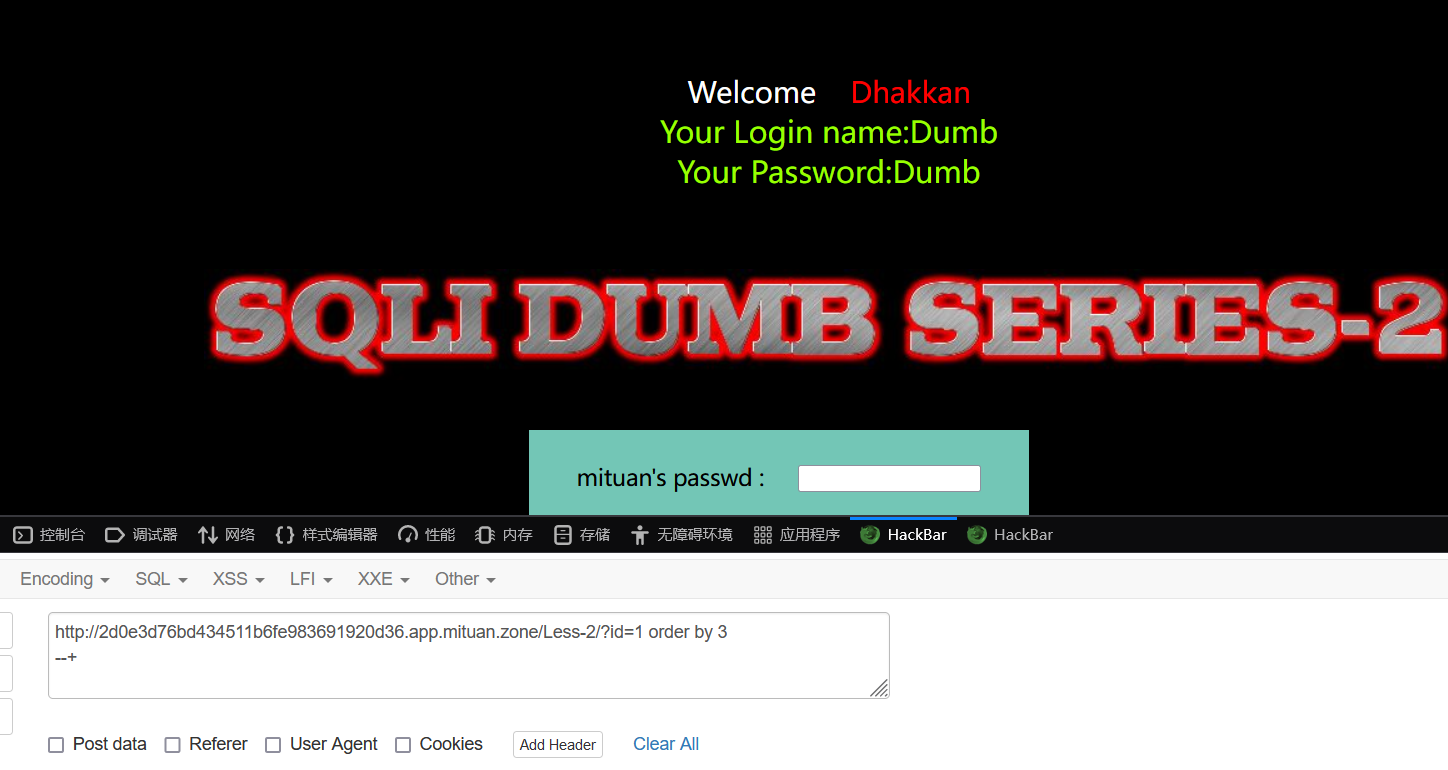 Welcome Dhakkan
Your Login name:Dumb
Your Password:Dumb
SQLI DUMB SERIES-2
mituan's passwd :
控制台 调试器 网络 样式编辑器 性能 内存 存储 无障碍环境 应用程序 HackBar HackBar
Encoding SQL XSS LFI XXE Other
http://2d0e3d76bd434511b6fe983691920d36.app.mituan.zone/Less-2/?id=1 order by 3
--+
Post data Referer User Agent Cookies Add Header Clear All